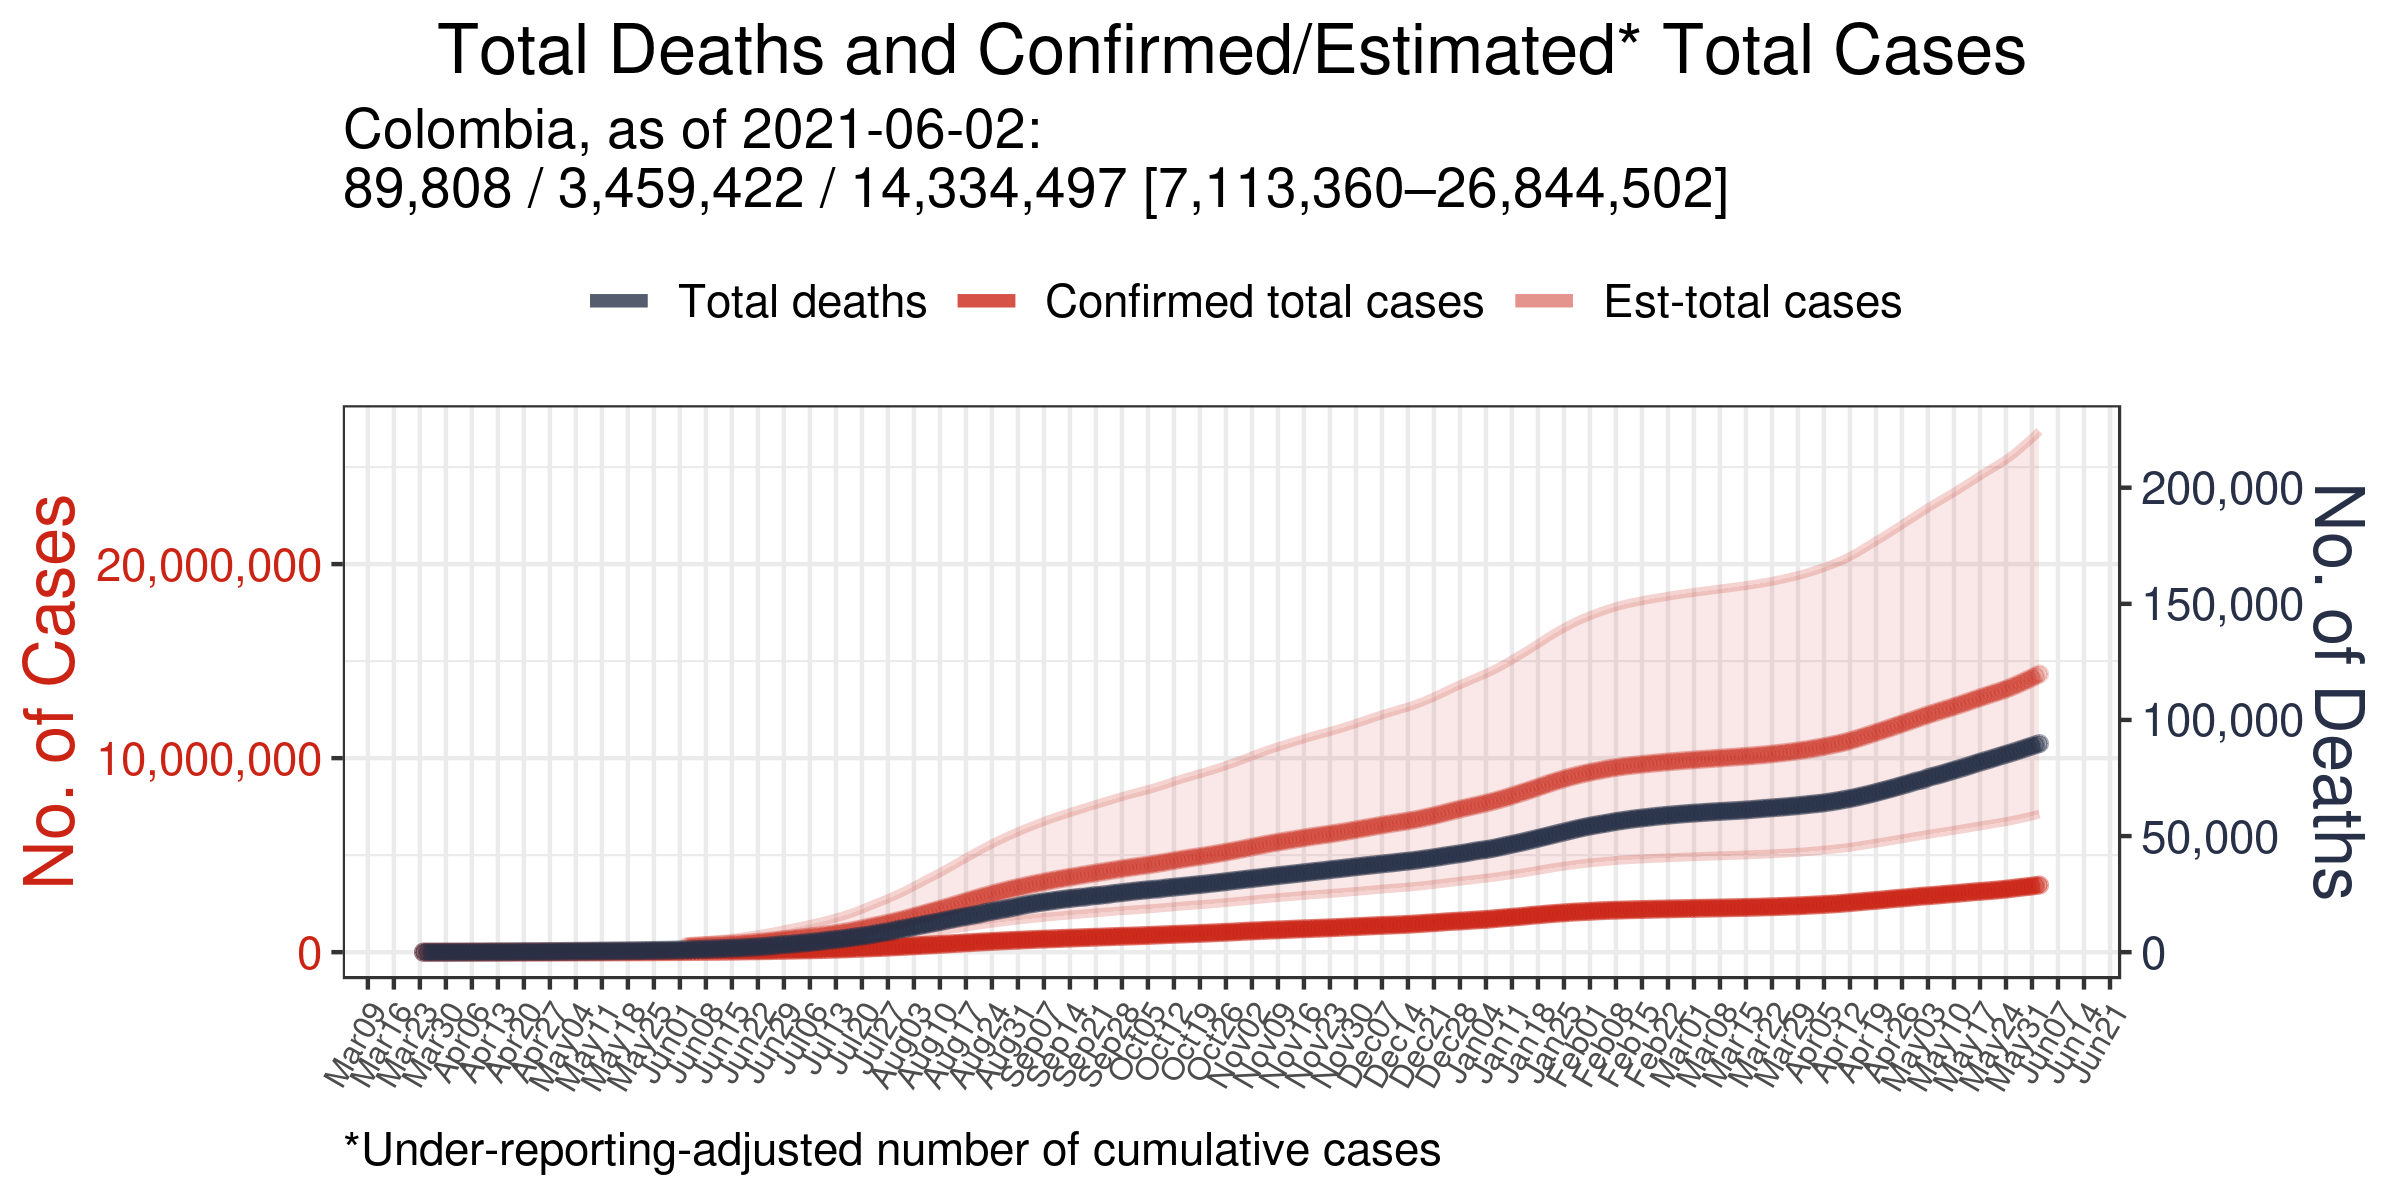 Total Deaths and Confirmed/Estimated* Total Cases
Colombia, as of 2021-06-02:
89,808 / 3,459,422 / 14,334,497 [7,113,360–26,844,502]
Total deaths
Confirmed total cases
Est-total cases
No. of Cases
20,000,000
10,000,000
0
200,000
150,000
100,000
50,000
0
No. of Deaths
Mar09
Mar16
Mar23
Mar30
Apr06
Apr13
Apr20
Apr27
May04
May11
May18
May25
Jun01
Jun08
Jun15
Jun22
Jun29
Jul06
Jul13
Jul20
Jul27
Aug03
Aug10
Aug17
Aug24
Aug31
Sep07
Sep14
Sep21
Sep28
Oct05
Oct12
Oct19
Oct26
Nov02
Nov09
Nov16
Nov23
Nov30
Dec07
Dec14
Dec21
Dec28
Jan04
Jan11
Jan18
Jan25
Feb01
Feb08
Feb15
Feb22
Mar01
Mar08
Mar15
Mar22
Mar29
Apr05
Apr12
Apr19
Apr26
May03
May10
May17
May24
May31
Jun07
Jun14
Jun21
*Under-reporting-adjusted number of cumulative cases